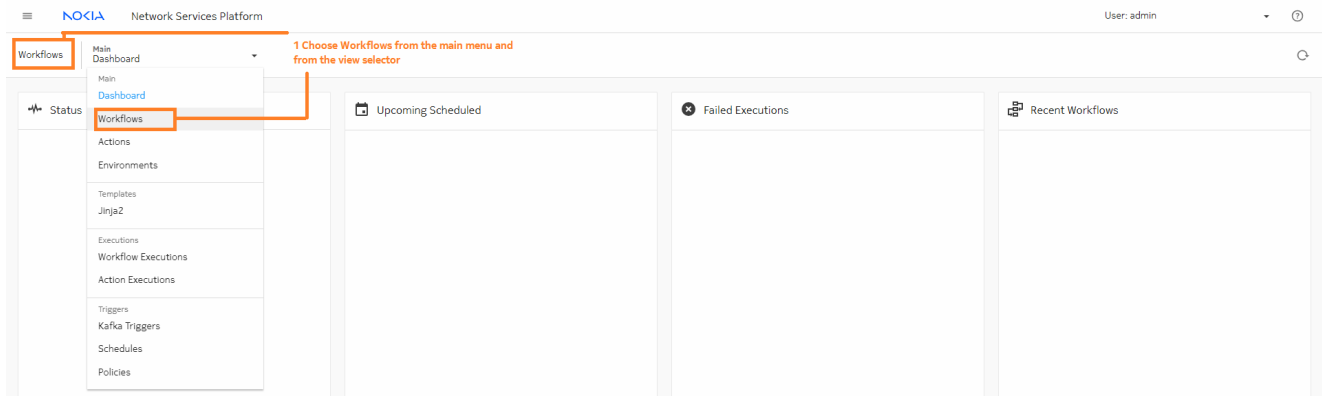 NOKIA Network Services Platform User: admin
Workflows
Main
Dashboard
1 Choose Workflows from the main menu and
from the view selector
Main
Dashboard
Workflows
Actions
Environments
Templates
Jinja2
Executions
Workflow Executions
Action Executions
Triggers
Kafka Triggers
Schedules
Policies
Status
Upcoming Scheduled
Failed Executions
Recent Workflows